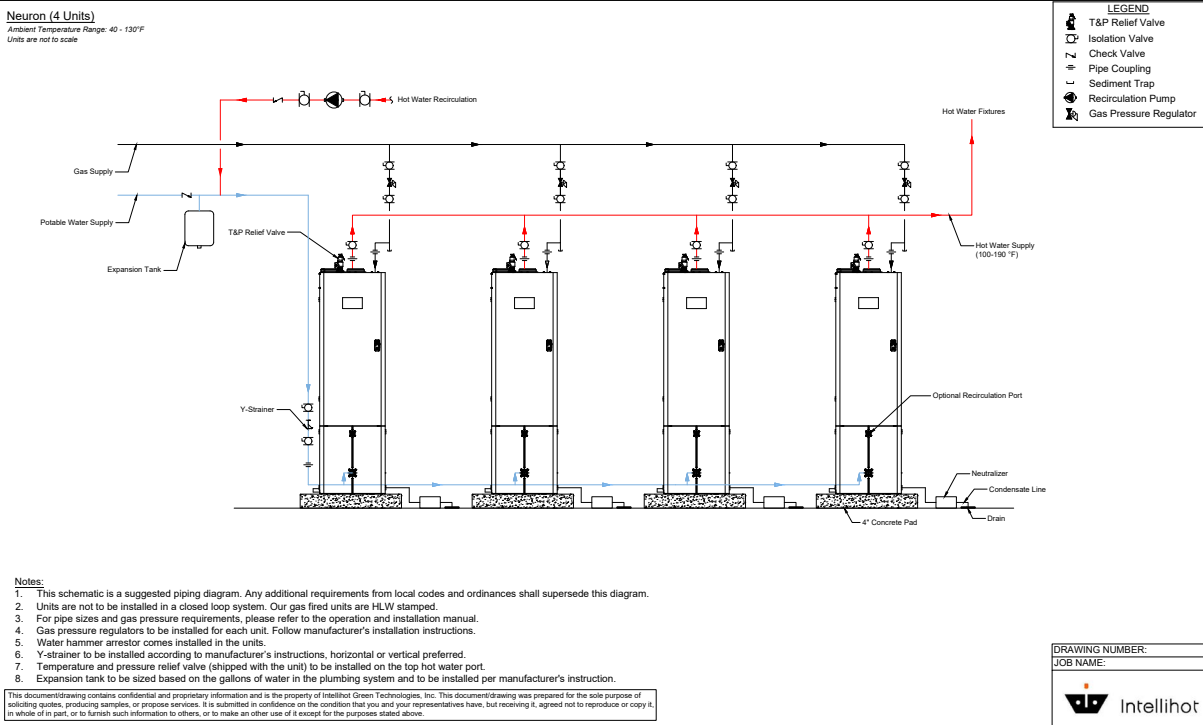 Neuron (4 Units)
Ambient Temperature Range: 40 - 130°F
Units are not to scale
LEGEND
T&P Relief Valve
Isolation Valve
Check Valve
Pipe Coupling
Sediment Trap
Recirculation Pump
Gas Pressure Regulator
Hot Water Recirculation
Hot Water Fixtures
Gas Supply
Potable Water Supply
T&P Relief Valve
Expansion Tank
Hot Water Supply
(100-190 °F)
Y-Strainer
Optional Recirculation Port
Neutralizer
Condensate Line
Drain
4" Concrete Pad
Notes:
1. This schematic is a suggested piping diagram. Any additional requirements from local codes and ordinances shall supersede this diagram.
2. Units are not to be installed in a closed loop system. Our gas fired units are HLW stamped.
3. For pipe sizes and gas pressure requirements, please refer to the operation and installation manual.
4. Gas pressure regulators to be installed for each unit. Follow manufacturer's installation instructions.
5. Water hammer arrestor comes installed in the units.
6. Y-strainer to be installed according to manufacturer's instructions, horizontal or vertical preferred.
7. Temperature and pressure relief valve (shipped with the unit) to be installed on the top hot water port.
8. Expansion tank to be sized based on the gallons of water in the plumbing system and to be installed per manufacturer's instruction.
This document/drawing contains confidential and proprietary information and is the property of Intellihot Green Technologies, Inc. This document/drawing was prepared for the sole purpose of
soliciting quotes, producing samples, or propose services. It is submitted in confidence on the condition that you and your representatives have, but receiving it, agreed not to reproduce or copy it,
in whole of in part, or to furnish such information to others, or to make an other use of it except for the purposes stated above.
DRAWING NUMBER:
JOB NAME:
Intellihot